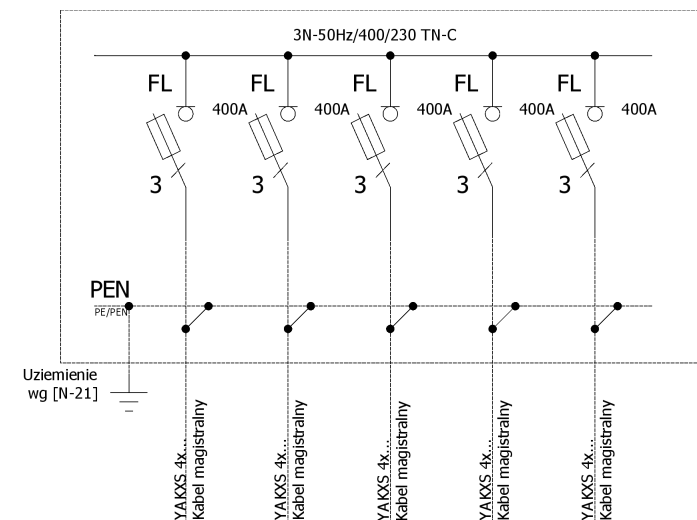 3N-50Hz/400/230 TN-C
FL FL FL FL FL
400A 400A 400A 400A 400A
3 3 3 3 3
PEN
PE/PEN
Uziemienie
wg [N-21]
YAKXS 4x...
Kabel magistralny
YAKXS 4x...
Kabel magistralny
YAKXS 4x...
Kabel magistralny
YAKXS 4x...
Kabel magistralny
YAKXS 4x...
Kabel magistralny